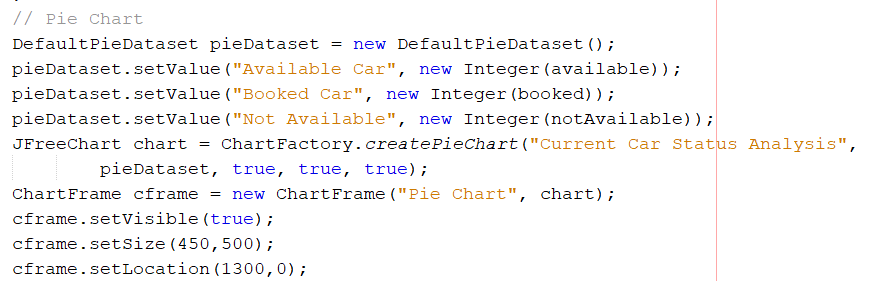 // Pie Chart
DefaultPieDataset pieDataset = new DefaultPieDataset();
pieDataset.setValue("Available Car", new Integer(available));
pieDataset.setValue("Booked Car", new Integer(booked));
pieDataset.setValue("Not Available", new Integer(notAvailable));
JFreeChart chart = ChartFactory.createPieChart("Current Car Status Analysis",
        pieDataset, true, true, true);
ChartFrame cframe = new ChartFrame("Pie Chart", chart);
cframe.setVisible(true);
cframe.setSize(450,500);
cframe.setLocation(1300,0);